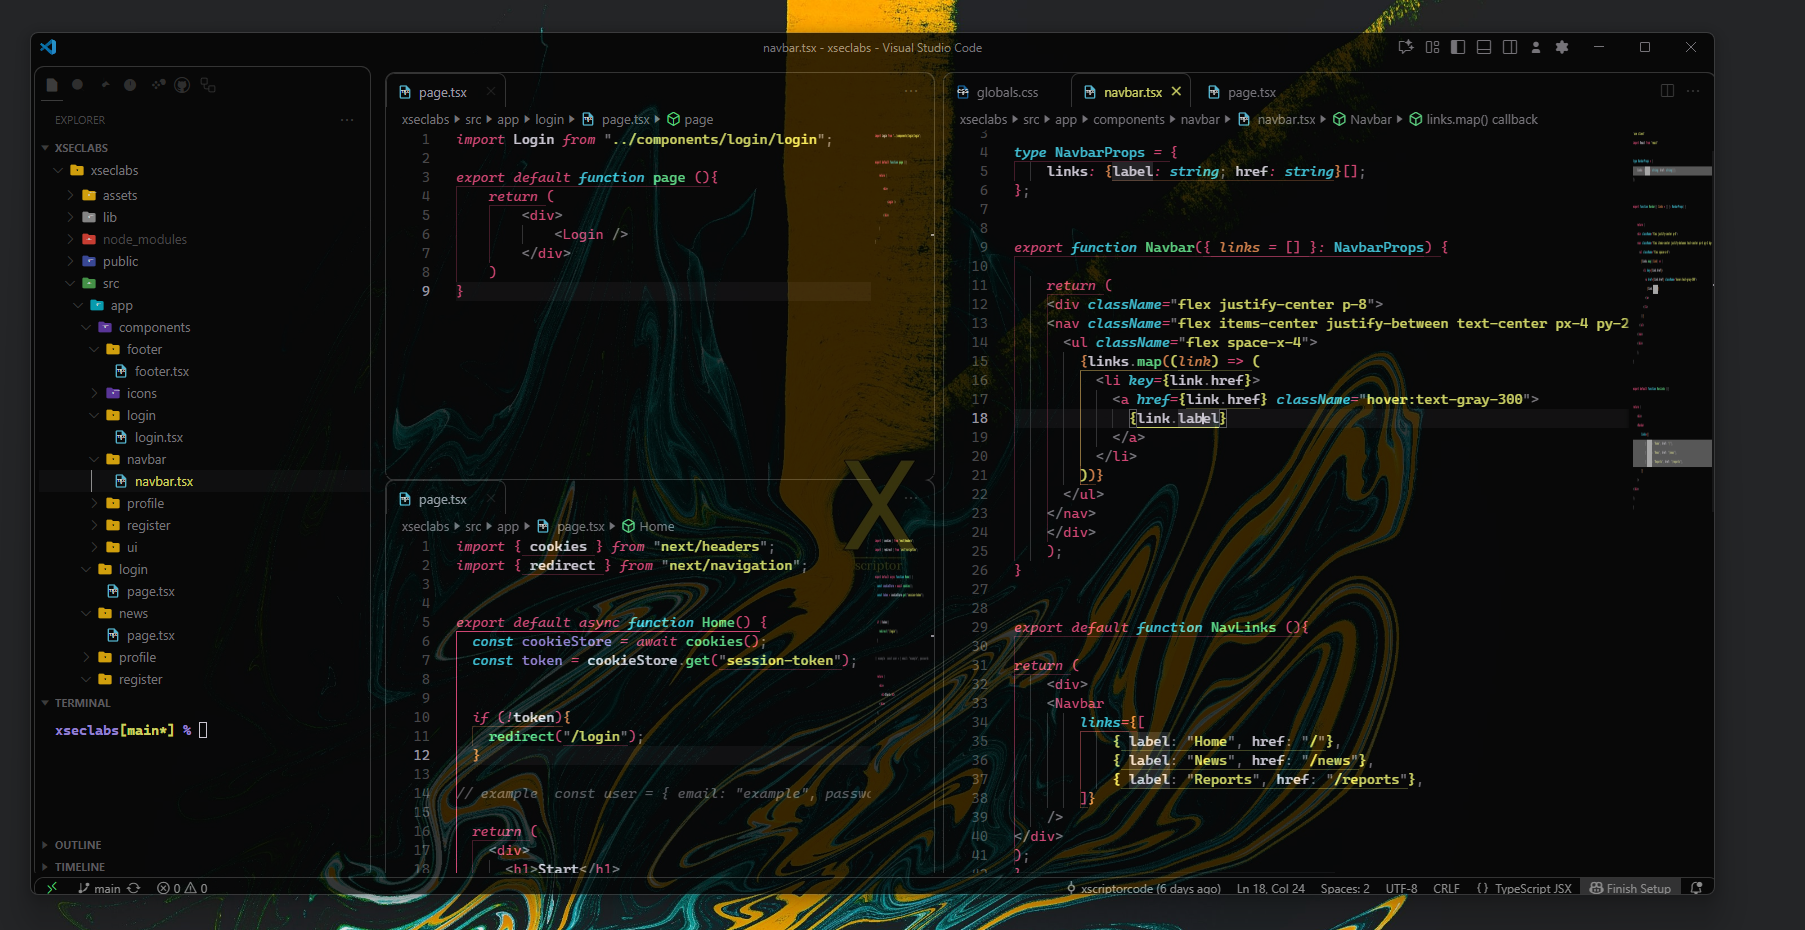 navbar.tsx - xseclabs - Visual Studio Code
EXPLORER
XSECLABS
xseclabs
assets
lib
node_modules
public
src
app
components
footer
footer.tsx
icons
login
login.tsx
navbar
navbar.tsx
profile
register
ui
login
page.tsx
news
page.tsx
profile
register
TERMINAL
xseclabs[main*] %
OUTLINE
TIMELINE
page.tsx
xseclabs src app login page.tsx page
1 import Login from "../components/login/login";
2
3 export default function page (){
4 return (
5 <div>
6 <Login />
7 </div>
8 )
9 }
page.tsx
xseclabs src app page.tsx Home
1 import { cookies } from "next/headers";
2 import { redirect } from "next/navigation";
3
4
5 export default async function Home() {
6 const cookieStore = await cookies();
7 const token = cookieStore.get("session-token");
8
9
10 if (!token){
11 redirect("/login");
12 }
13
14 // example const user = { email: "example", passwo
15
16 return (
17 <div>
18 <h1>Start</h1>
X
scriptor
globals.css navbar.tsx page.tsx
xseclabs src app components navbar navbar.tsx Navbar links.map() callback
3
4 type NavbarProps = {
5 links: {label: string; href: string}[];
6 };
7
8
9 export function Navbar({ links = [] }: NavbarProps) {
10
11 return (
12 <div className="flex justify-center p-8">
13 <nav className="flex items-center justify-between text-center px-4 py-2
14 <ul className="flex space-x-4">
15 {links.map((link) => (
16 <li key={link.href}>
17 <a href={link.href} className="hover:text-gray-300">
18 {link.label}
19 </a>
20 </li>
21 ))}
22 </ul>
23 </nav>
24 </div>
25 );
26 }
27
28
29 export default function NavLinks (){
30
31 return (
32 <div>
33 <Navbar
34 links={[
35 { label: "Home", href: "/"},
36 { label: "News", href: "/news"},
37 { label: "Reports", href: "/reports"},
38 ]}
39 />
40 </div>
41 );
main 0 0
xscriptorcode (6 days ago) Ln 18, Col 24 Spaces: 2 UTF-8 CRLF {} TypeScript JSX Finish Setup